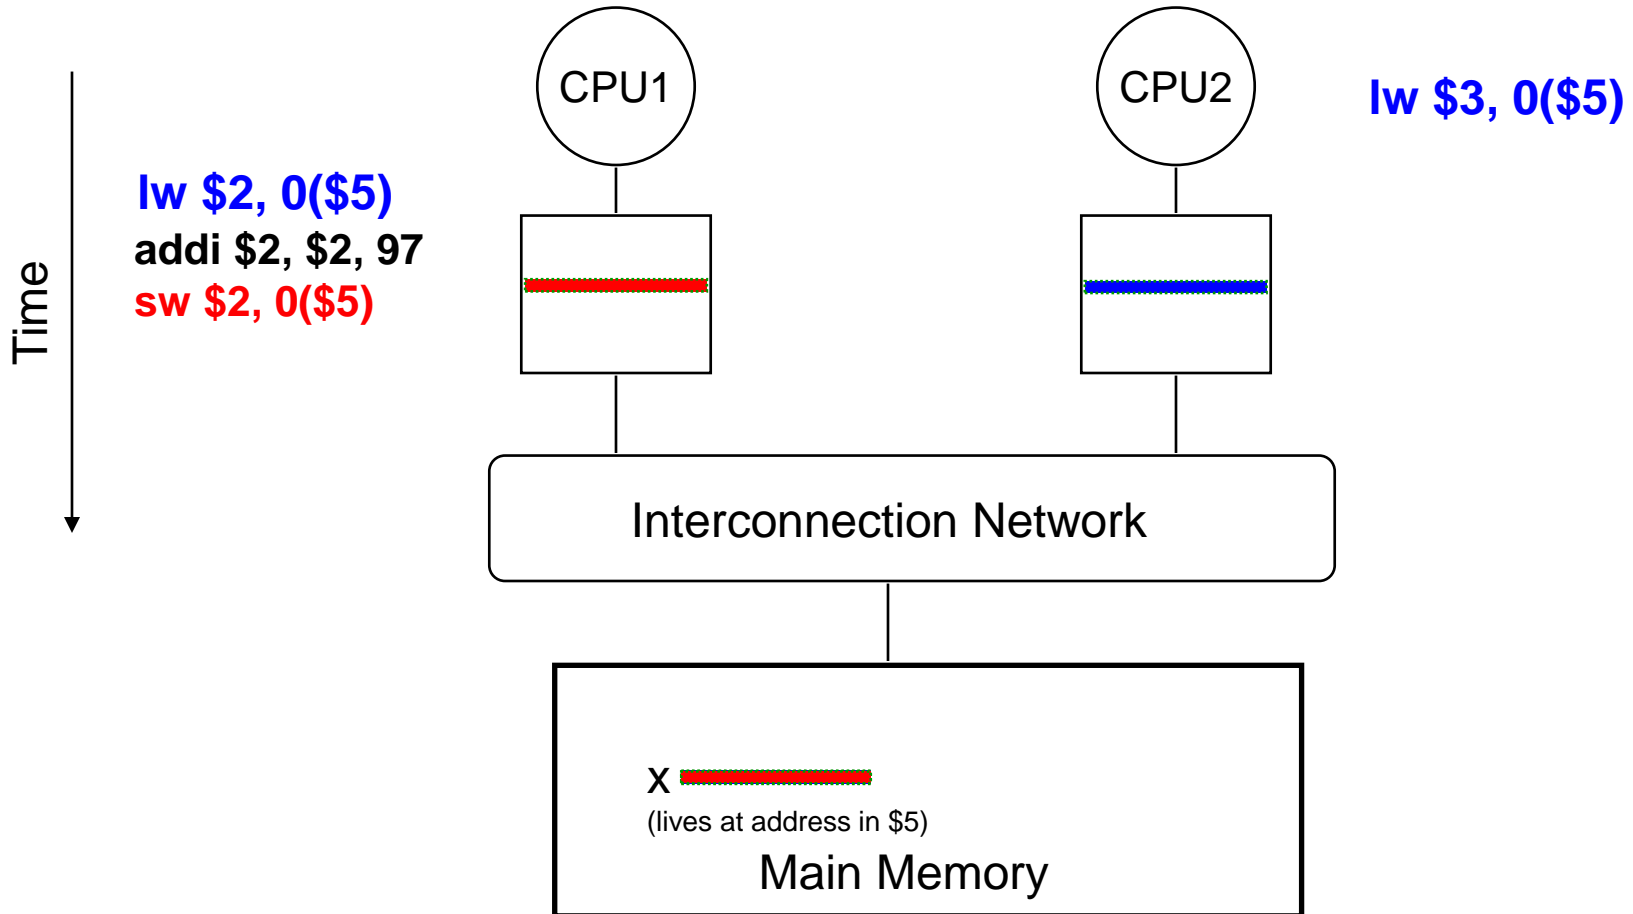 CPU1
CPU2
lw $3, 0($5)
lw $2, 0($5)
addi $2, $2, 97
sw $2, 0($5)
Time
Interconnection Network
x
(lives at address in $5)
Main Memory